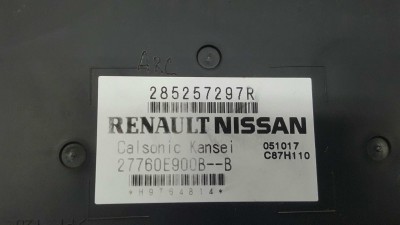 285257297R
RENAULT NISSAN
Calsonic Kansei 051017
27760E900B--B C87H110